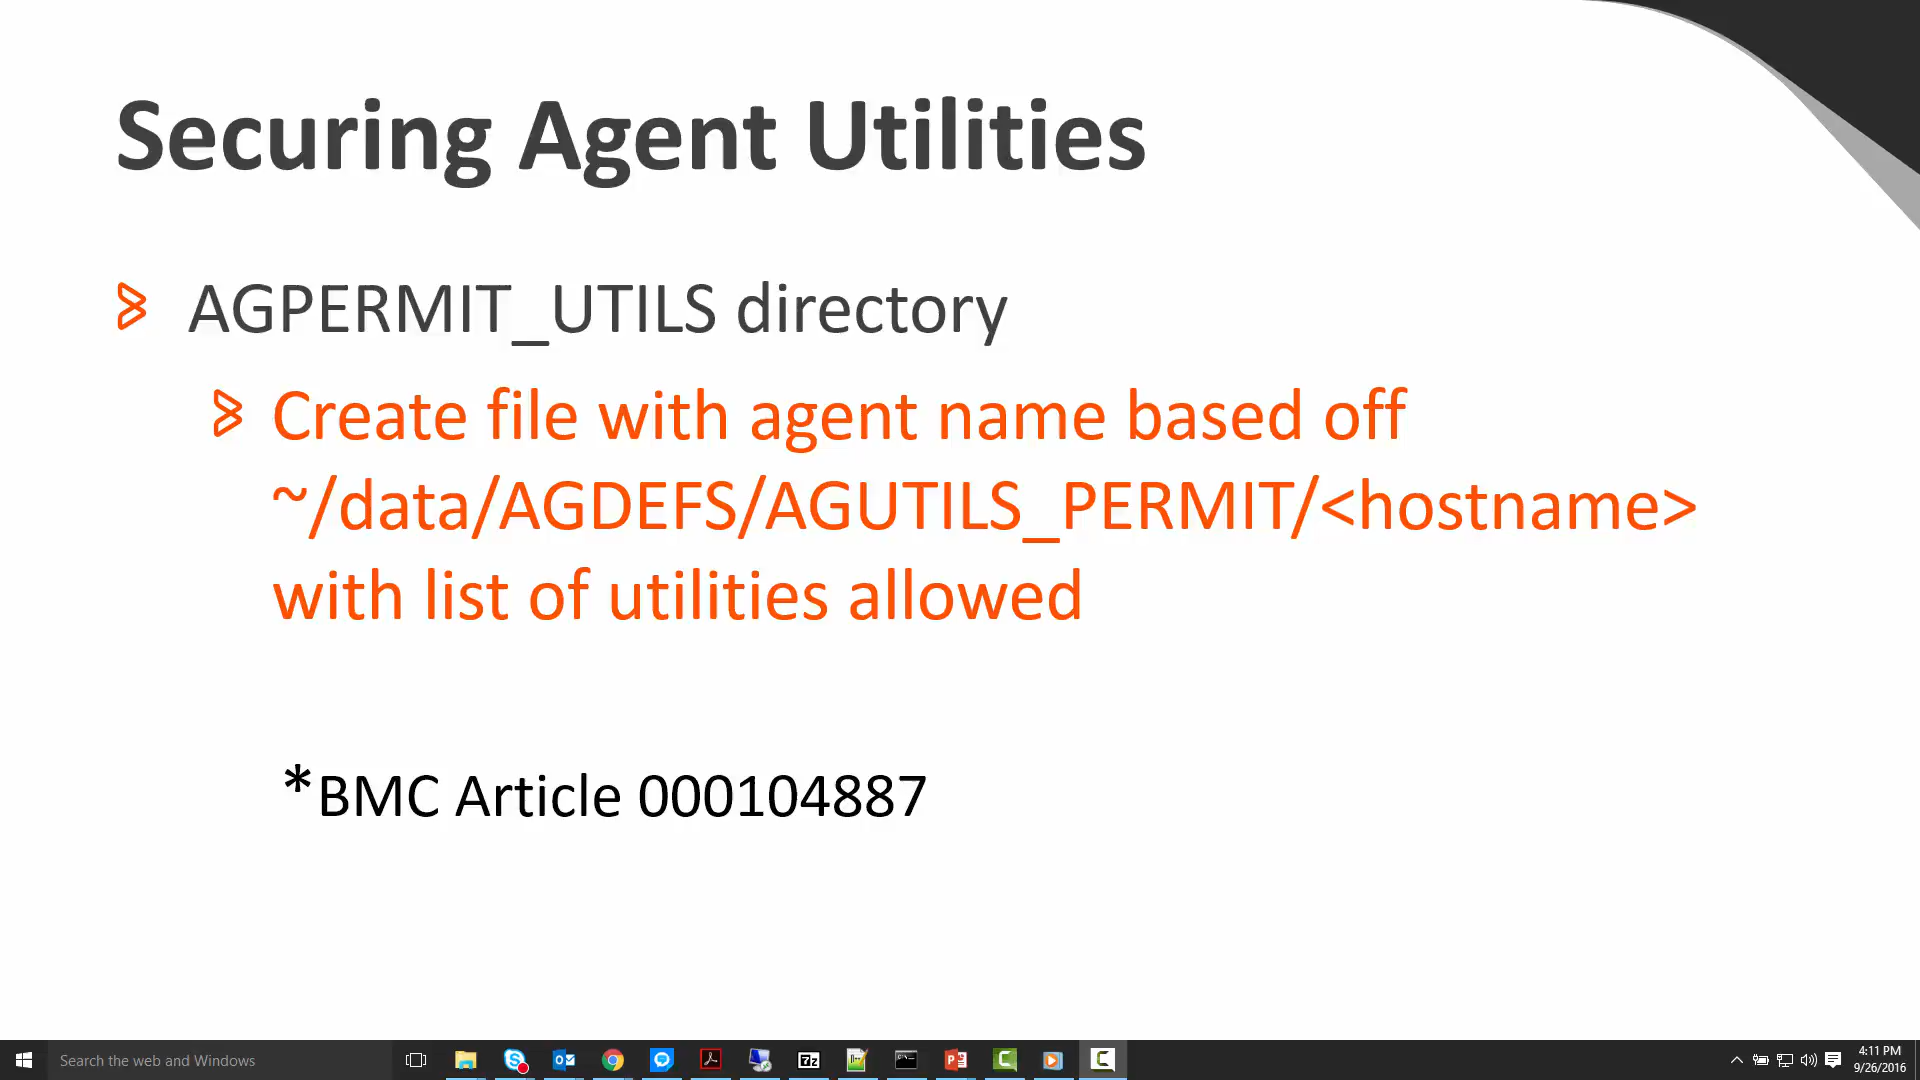 Securing Agent Utilities
AGPERMIT_UTILS directory
Create file with agent name based off
~/data/AGDEFS/AGUTILS_PERMIT/<hostname>
with list of utilities allowed
*BMC Article 000104887
Search the web and Windows
4:11 PM
9/26/2016